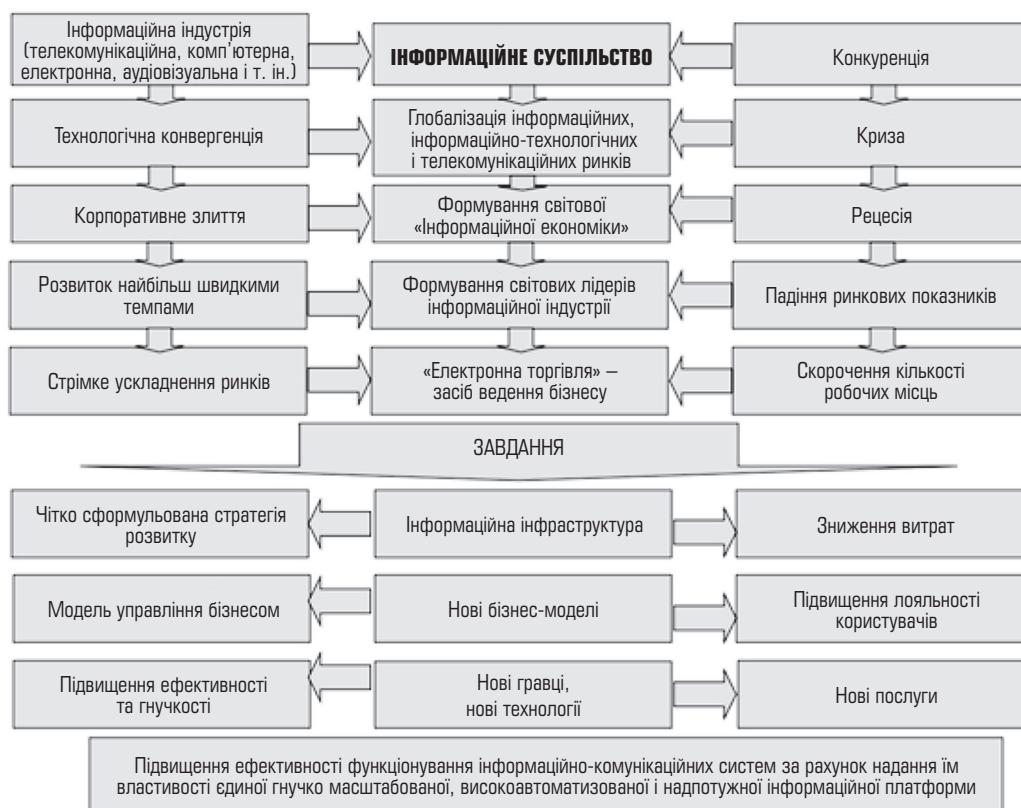 Інформаційна індустрія
(телекомунікаційна, комп’ютерна,
електронна, аудіовізуальна і т. ін.)
ІНФОРМАЦІЙНЕ СУСПІЛЬСТВО
Конкуренція
Технологічна конвергенція
Глобалізація інформаційних,
інформаційно-технологічних
і телекомунікаційних ринків
Криза
Корпоративне злиття
Формування світової
«Інформаційної економіки»
Рецесія
Розвиток найбільш швидкими
темпами
Формування світових лідерів
інформаційної індустрії
Падіння ринкових показників
Стрімке ускладнення ринків
«Електронна торгівля» –
засіб ведення бізнесу
Скорочення кількості
робочих місць
ЗАВДАННЯ
Чітко сформульована стратегія
розвитку
Інформаційна інфраструктура
Зниження витрат
Модель управління бізнесом
Нові бізнес-моделі
Підвищення лояльності
користувачів
Підвищення ефективності
та гнучкості
Нові гравці,
нові технології
Нові послуги
Підвищення ефективності функціонування інформаційно-комунікаційних систем за рахунок надання їм
властивості єдиної гнучко масштабованої, високоавтоматизованої і надпотужної інформаційної платформи